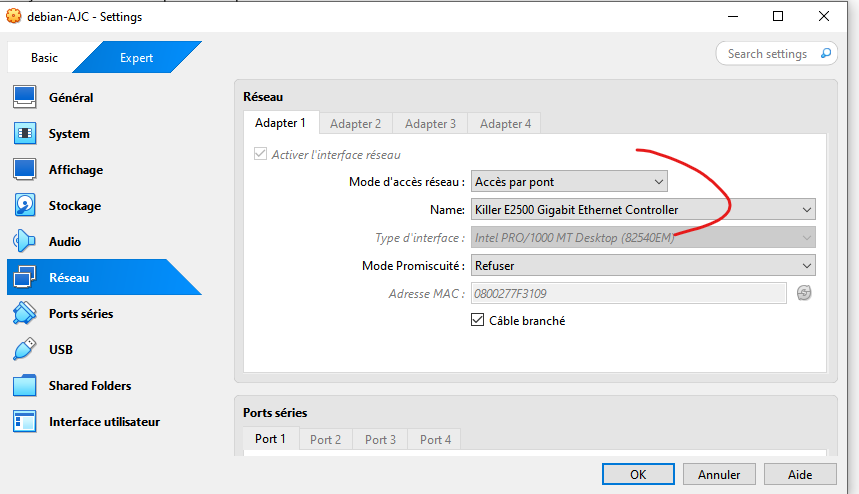 debian-AJC - Settings
Basic Expert
Search settings
Général
System
Affichage
Stockage
Audio
Réseau
Ports séries
USB
Shared Folders
Interface utilisateur
Réseau
Adapter 1 Adapter 2 Adapter 3 Adapter 4
Activer l'interface réseau
Mode d'accès réseau : Accès par pont
Name: Killer E2500 Gigabit Ethernet Controller
Type d'interface : Intel PRO/1000 MT Desktop (82540EM)
Mode Promiscuité : Refuser
Adresse MAC : 0800277F3109
Câble branché
Ports séries
Port 1 Port 2 Port 3 Port 4
OK Annuler Aide